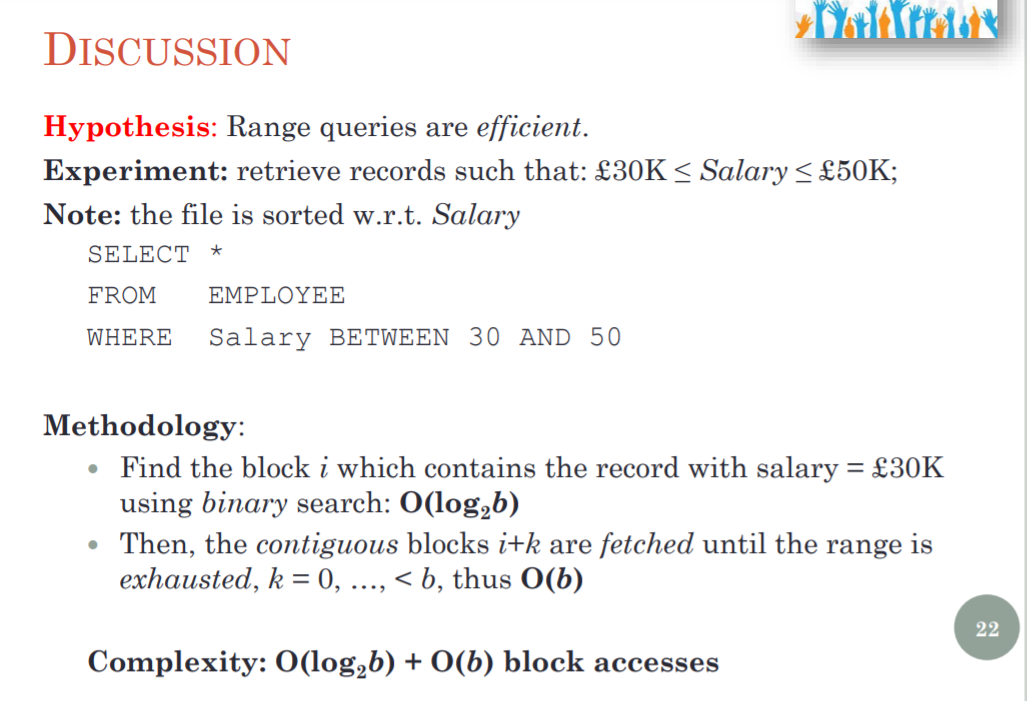 DISCUSSION
Hypothesis: Range queries are efficient.
Experiment: retrieve records such that: £30K ≤ Salary ≤ £50K;
Note: the file is sorted w.r.t. Salary
SELECT *
FROM EMPLOYEE
WHERE Salary BETWEEN 30 AND 50
Methodology:
• Find the block i which contains the record with salary = £30K
using binary search: O(log₂b)
• Then, the contiguous blocks i+k are fetched until the range is
exhausted, k = 0, ..., < b, thus O(b)
22
Complexity: O(log₂b) + O(b) block accesses